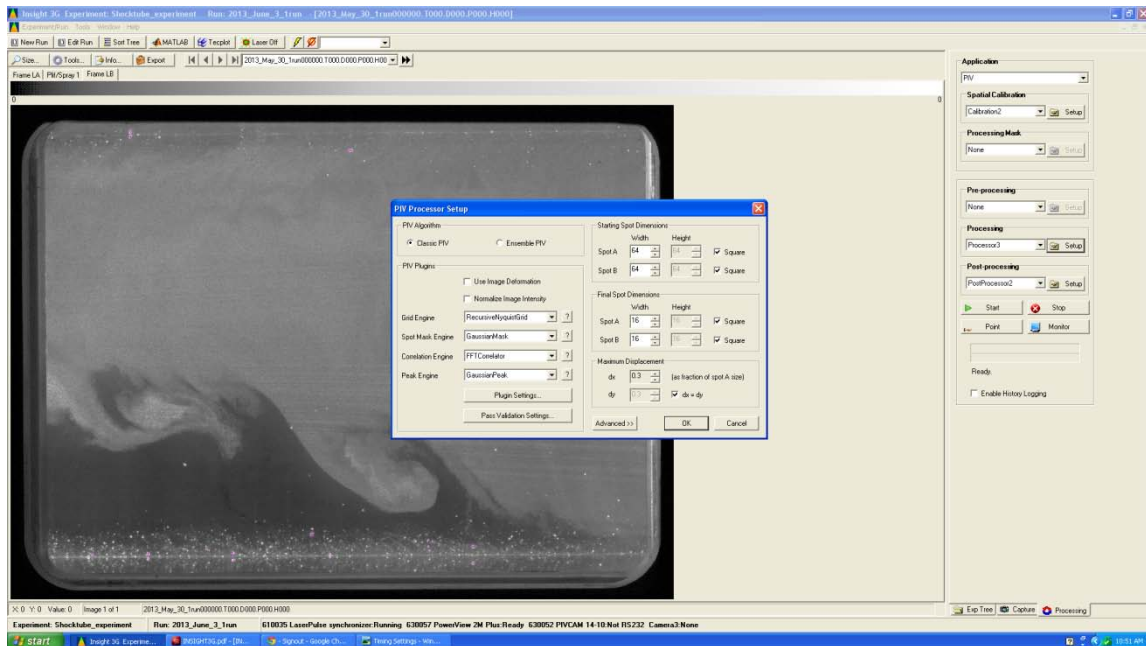 Insight 3G Experiment: Shocktube_experiment Run: 2013_June_3_1run - [2013_May_30_1run000000.T000.D000.P000.H000]
Experiment/Run Tools Window Help
New Run Edit Run Sort Tree MATLAB Tecplot Laser Off
Size... Tools... Info... Export 2013_May_30_1run000000.T000.D000.P000.H00
Frame LA PIV/Spray 1 Frame LB
0 0
Application
PIV
Spatial Calibration
Calibration2 Setup
Processing Mask
None Setup
Pre-processing
None Setup
Processing
Processor3 Setup
Post-processing
PostProcessor2 Setup
Start Stop
Point Monitor
Ready.
Enable History Logging
PIV Processor Setup
PIV Algorithm
Classic PIV Ensemble PIV
PIV Plugins
Use Image Deformation
Normalize Image Intensity
Grid Engine RecursiveNyquistGrid ?
Spot Mask Engine GaussianMask ?
Correlation Engine FFTCorrelator ?
Peak Engine GaussianPeak ?
Plugin Settings...
Pass Validation Settings...
Starting Spot Dimensions
Width Height
Spot A 64 64 Square
Spot B 64 64 Square
Final Spot Dimensions
Width Height
Spot A 16 16 Square
Spot B 16 16 Square
Maximum Displacement
dx 0.3 (as fraction of spot A size)
dy 0.3 dx = dy
Advanced >> OK Cancel
X: 0 Y: 0 Value: 0 Image 1 of 1 2013_May_30_1run000000.T000.D000.P000.H000
Exp Tree Capture Processing
Experiment: Shocktube_experiment Run: 2013_June_3_1run 610035 LaserPulse synchronizer:Running 630057 PowerView 2M Plus:Ready 630052 PIVCAM 14-10:Not RS232 Camera3:None
start Insight 3G Experime... INSIGHT3G.pdf - [IN... - Signout - Google Ch... Timing Settings - Win... 10:51 AM